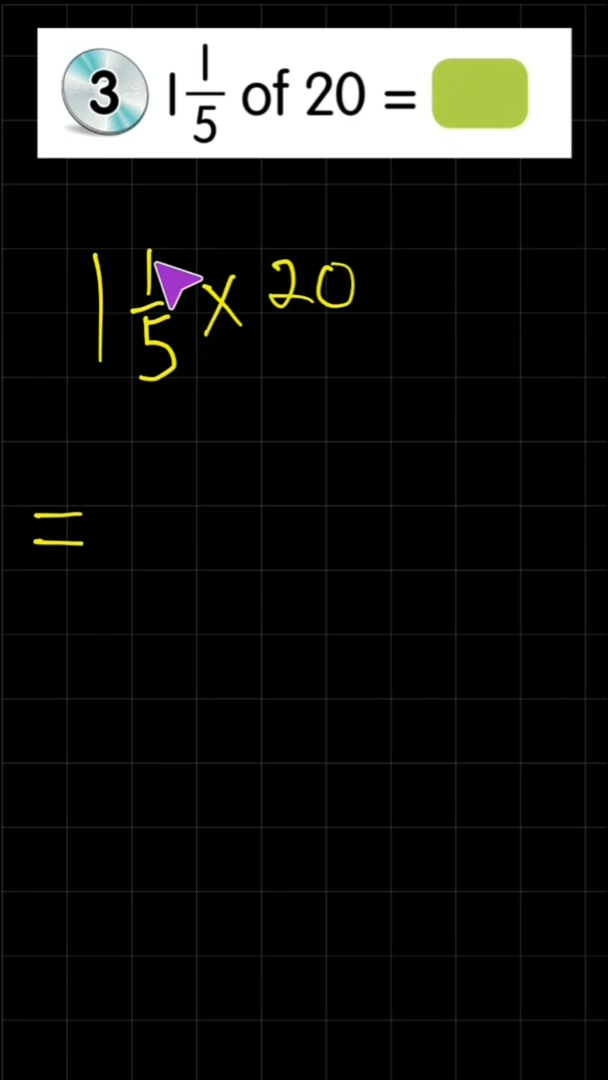 3 1 1/5 of 20 =
1 1/5 x 20
=